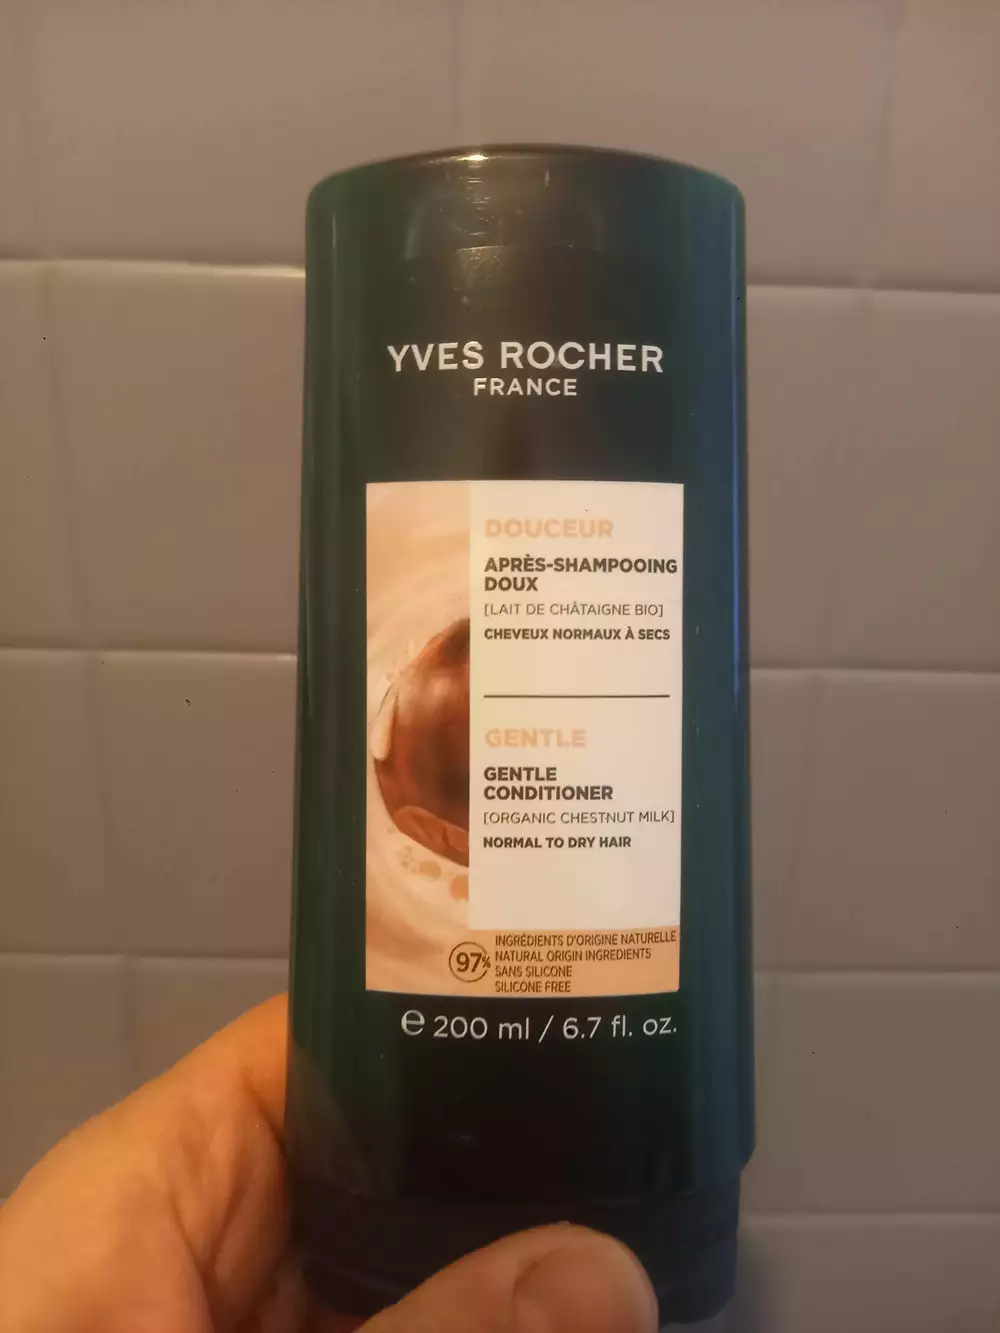 YVES ROCHER
FRANCE
DOUCEUR
APRÈS-SHAMPOOING
DOUX
[LAIT DE CHÂTAIGNE BIO]
CHEVEUX NORMAUX À SECS
GENTLE
GENTLE
CONDITIONER
[ORGANIC CHESTNUT MILK]
NORMAL TO DRY HAIR
97%
INGRÉDIENTS D'ORIGINE NATURELLE
NATURAL ORIGIN INGREDIENTS
SANS SILICONE
SILICONE FREE
℮ 200 ml / 6.7 fl. oz.